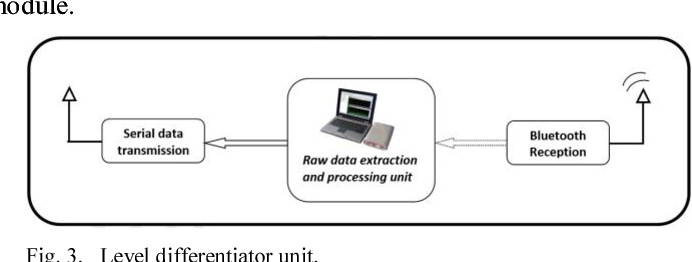 module.
Serial data
transmission
Raw data extraction
and processing unit
Bluetooth
Reception
Fig. 3. Level differentiator unit.